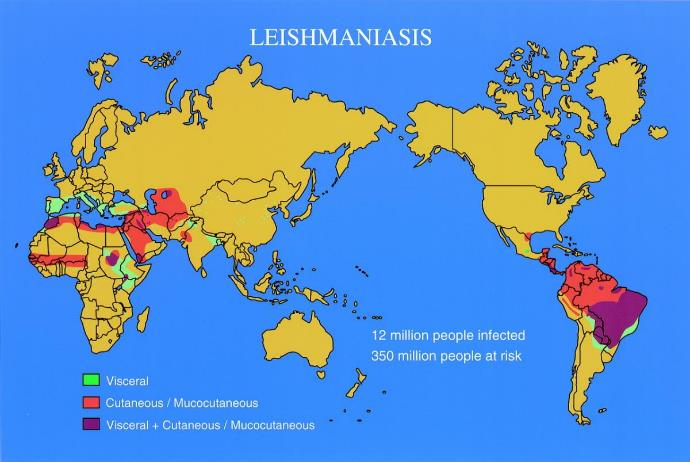 LEISHMANIASIS
12 million people infected
350 million people at risk
Visceral
Cutaneous / Mucocutaneous
Visceral + Cutaneous / Mucocutaneous